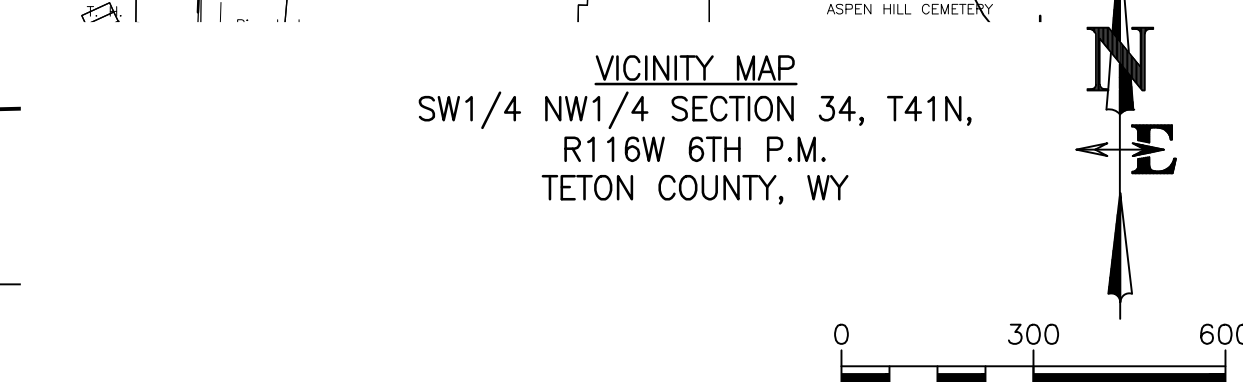 T. H.
ASPEN HILL CEMETERY
VICINITY MAP
SW1/4 NW1/4 SECTION 34, T41N,
R116W 6TH P.M.
TETON COUNTY, WY
N
E
0 300 600